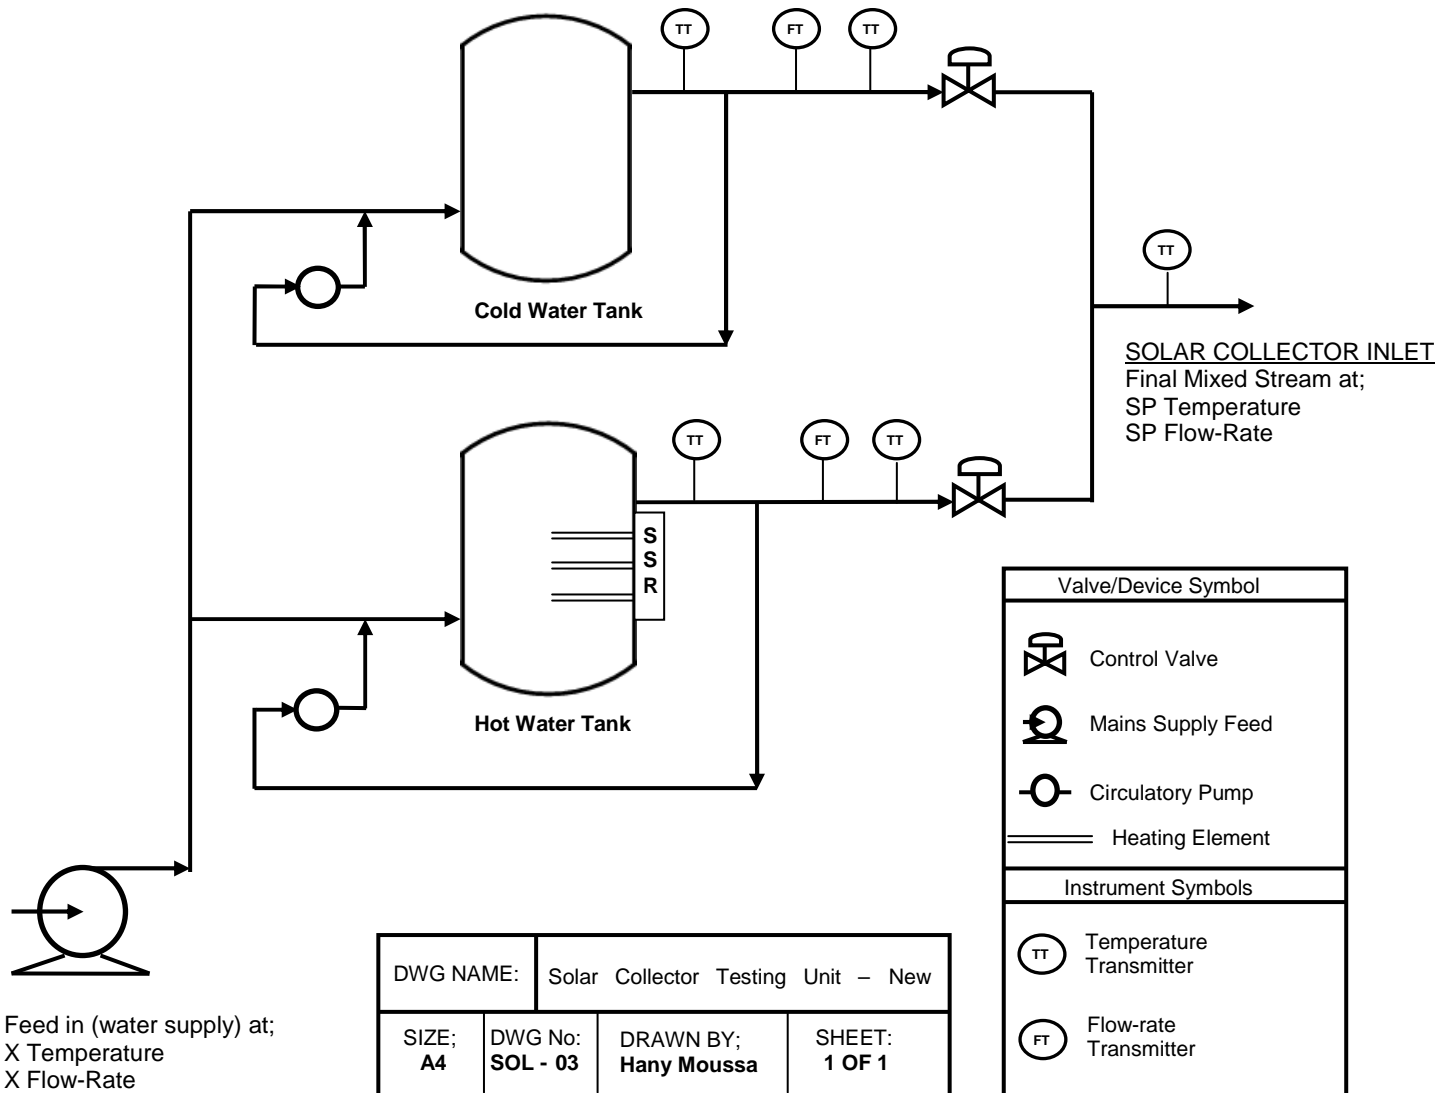 TT
FT
TT
Cold Water Tank
TT
SOLAR COLLECTOR INLET
Final Mixed Stream at;
SP Temperature
SP Flow-Rate
TT
FT
TT
S
S
R
Hot Water Tank
Valve/Device Symbol
Control Valve
Mains Supply Feed
Circulatory Pump
Heating Element
Instrument Symbols
TT
Temperature
Transmitter
FT
Flow-rate
Transmitter
Feed in (water supply) at;
X Temperature
X Flow-Rate
DWG NAME: Solar Collector Testing Unit – New
SIZE; DWG No: DRAWN BY; SHEET:
A4 SOL - 03 Hany Moussa 1 OF 1